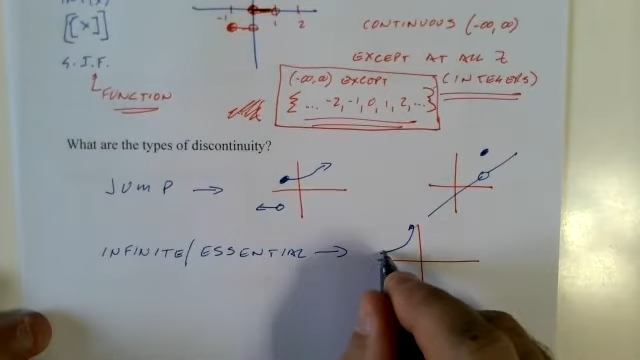 [[x]]
G.I.F.
FUNCTION
-1 1 2
CONTINUOUS (-∞,∞)
EXCEPT AT ALL Z
(INTEGERS)
(-∞,∞) EXCEPT
{... -2, -1, 0, 1, 2, ...}
What are the types of discontinuity?
JUMP →
INFINITE/ESSENTIAL →